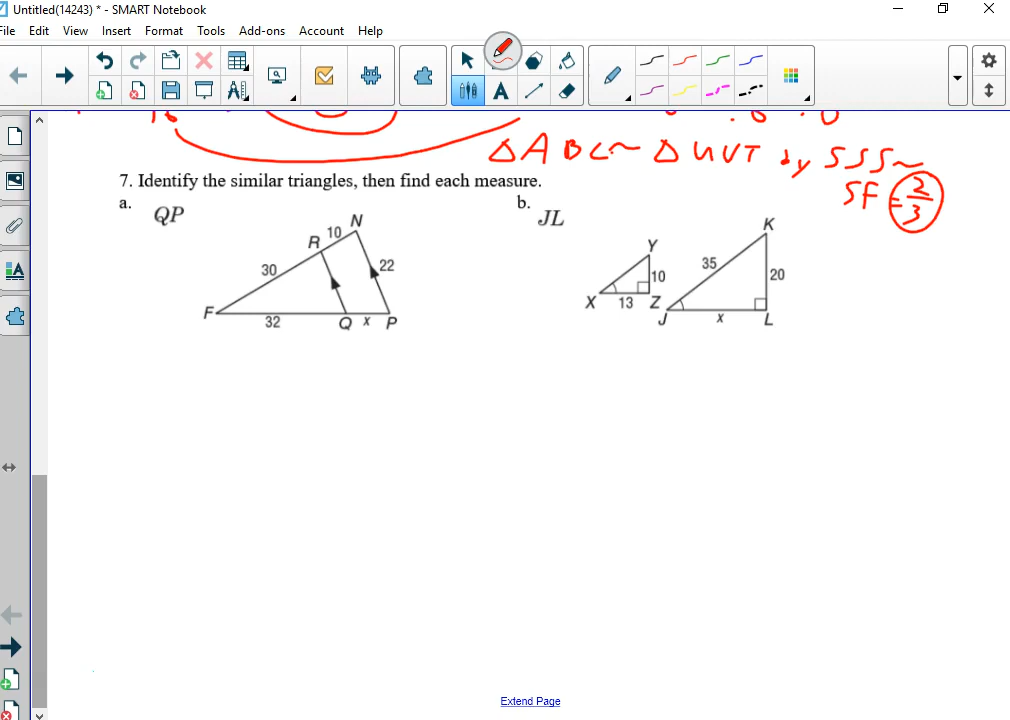 Untitled(14243) * - SMART Notebook
File Edit View Insert Format Tools Add-ons Account Help
△ABC~△UVT by SSS~
SF = 2/3
7. Identify the similar triangles, then find each measure.
a.
QP
b.
JL
N
10
R
30
22
F
32
Q
x
P
Y
10
X
13
Z
K
35
20
J
x
L
Extend Page